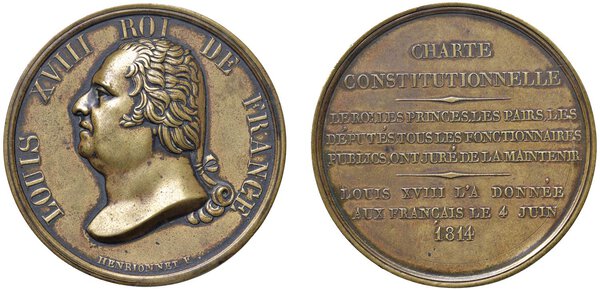 LOUIS XVIII ROI DE FRANCE
HENRIONNET F.
CHARTE
CONSTITUTIONNELLE
LE ROI, LES PRINCES, LES PAIRS, LES
DÉPUTÉS, TOUS LES FONCTIONNAIRES
PUBLICS ONT JURÉ DE LA MAINTENIR
LOUIS XVIII L'A DONNÉE
AUX FRANÇAIS LE 4 JUIN
1814